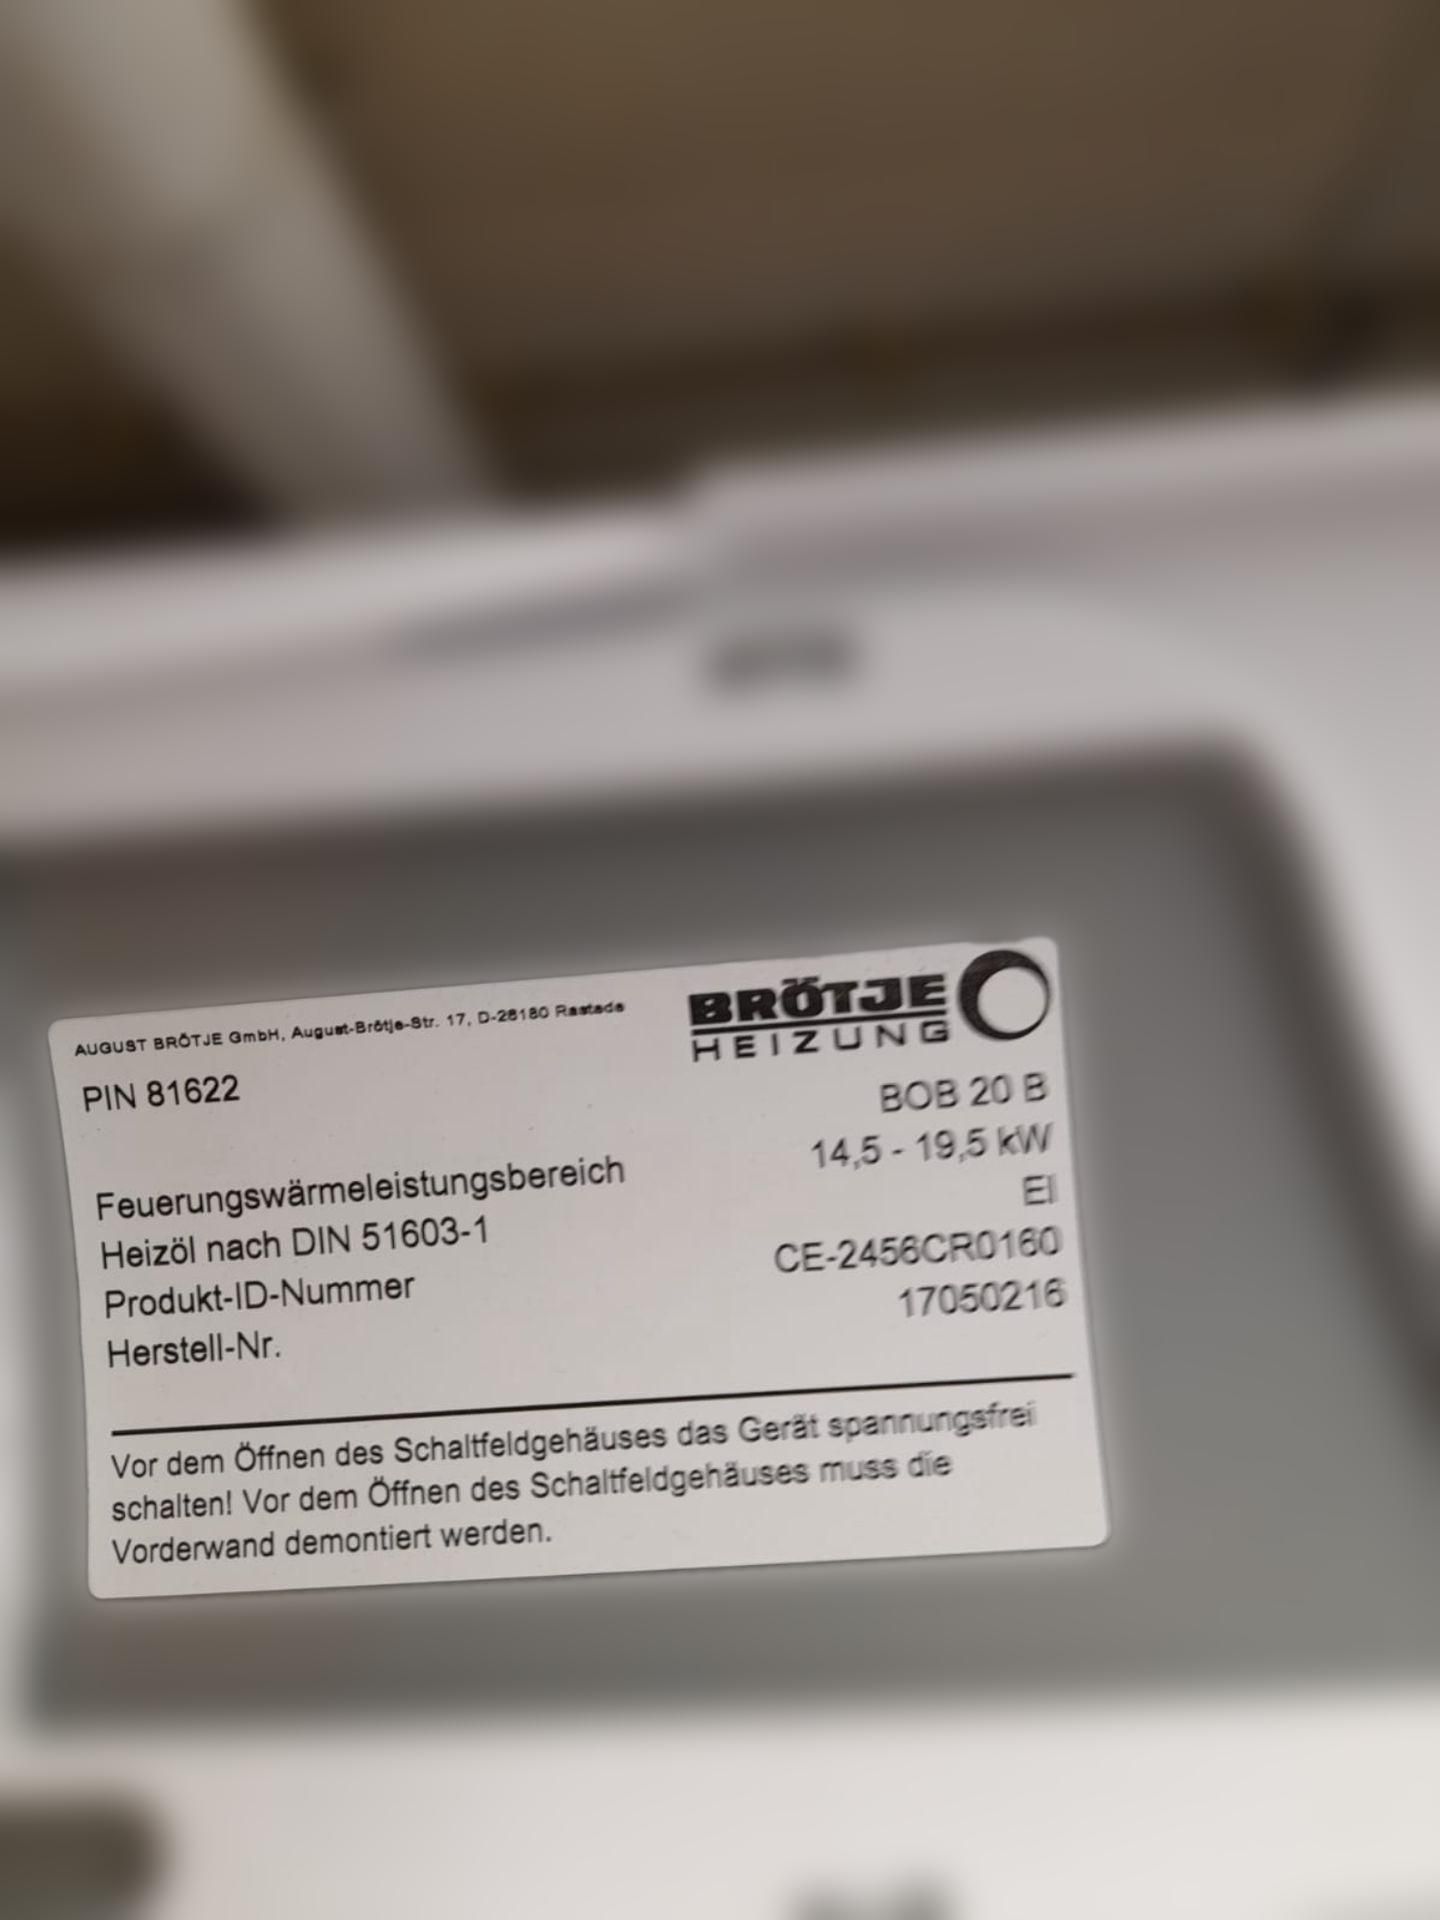 AUGUST BRÖTJE GmbH, August-Brötje-Str. 17, D-26180 Rastede
BRÖTJE
HEIZUNG
PIN 81622
BOB 20 B
Feuerungswärmeleistungsbereich 14,5 - 19,5 kW
Heizöl nach DIN 51603-1 El
Produkt-ID-Nummer CE-2456CR0160
Herstell-Nr. 17050216
Vor dem Öffnen des Schaltfeldgehäuses das Gerät spannungsfrei
schalten! Vor dem Öffnen des Schaltfeldgehäuses muss die
Vorderwand demontiert werden.